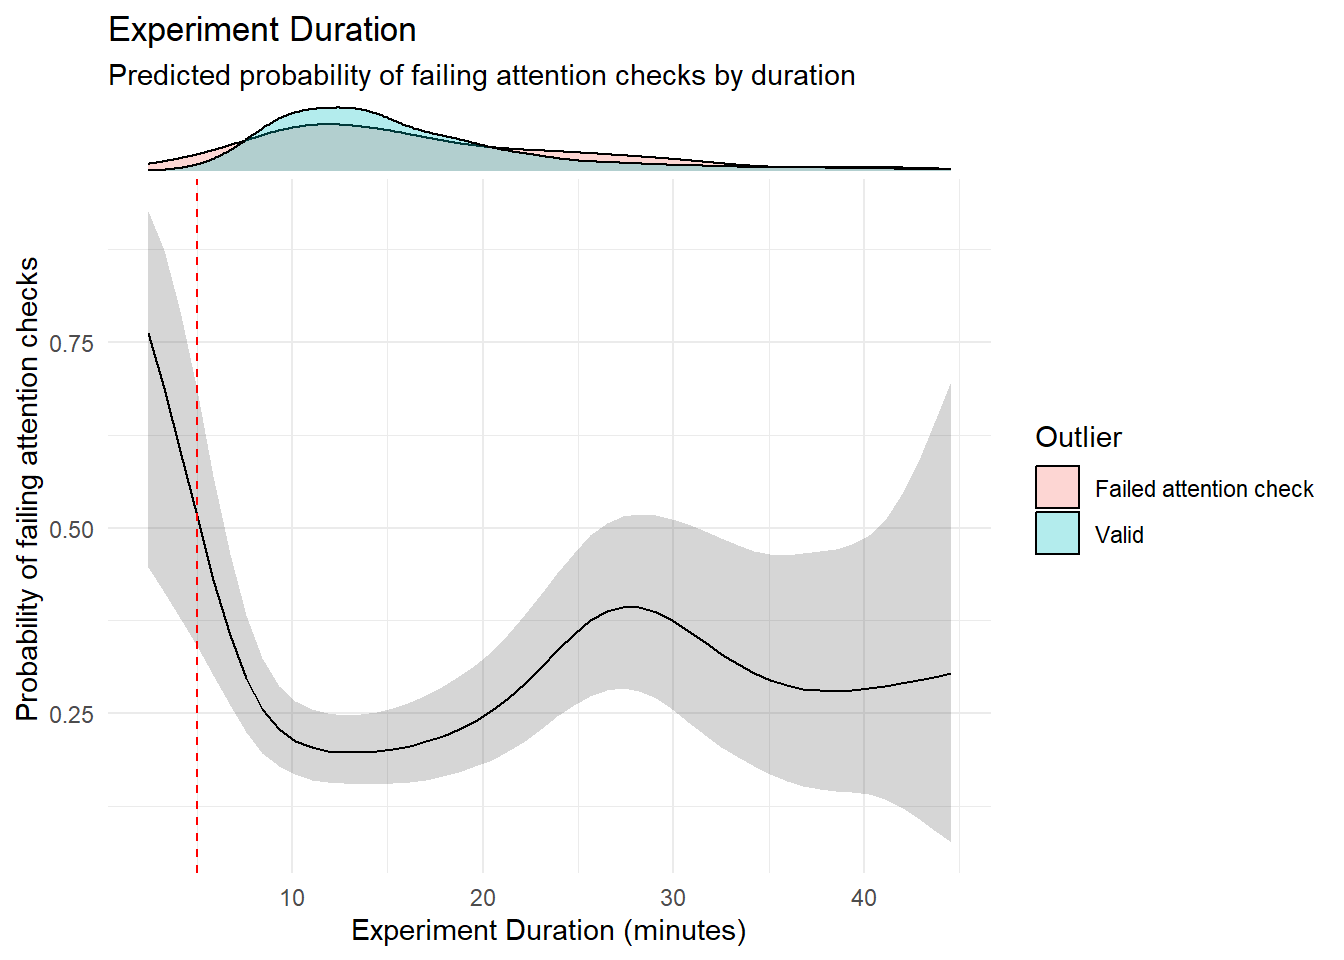 Experiment Duration
Predicted probability of failing attention checks by duration
Probability of failing attention checks
0.75
0.50
0.25
10
20
30
40
Experiment Duration (minutes)
Outlier
Failed attention check
Valid